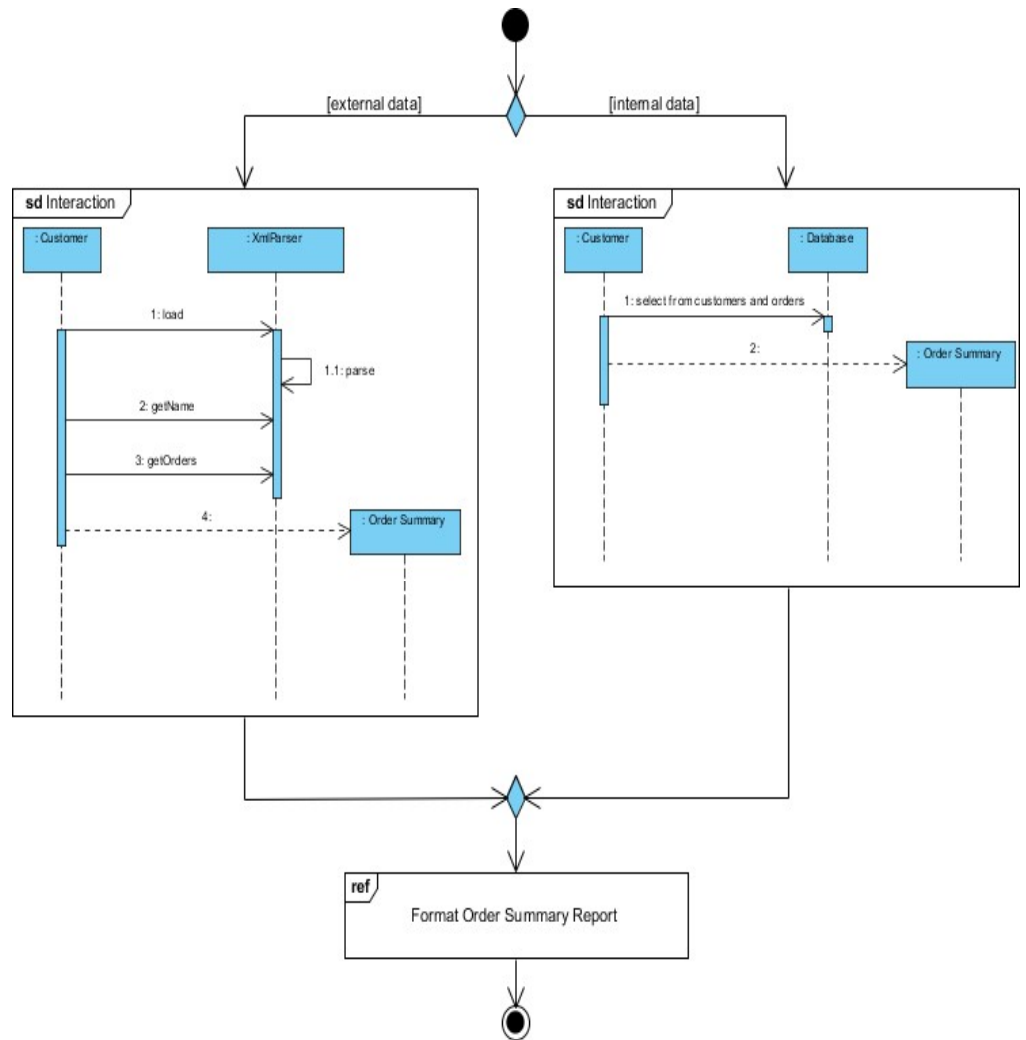 [external data]
[internal data]
sd Interaction
: Customer
: XmlParser
1: load
1.1: parse
2: getName
3: getOrders
4:
: Order Summary
sd Interaction
: Customer
: Database
1: select from customers and orders
2:
: Order Summary
ref
Format Order Summary Report